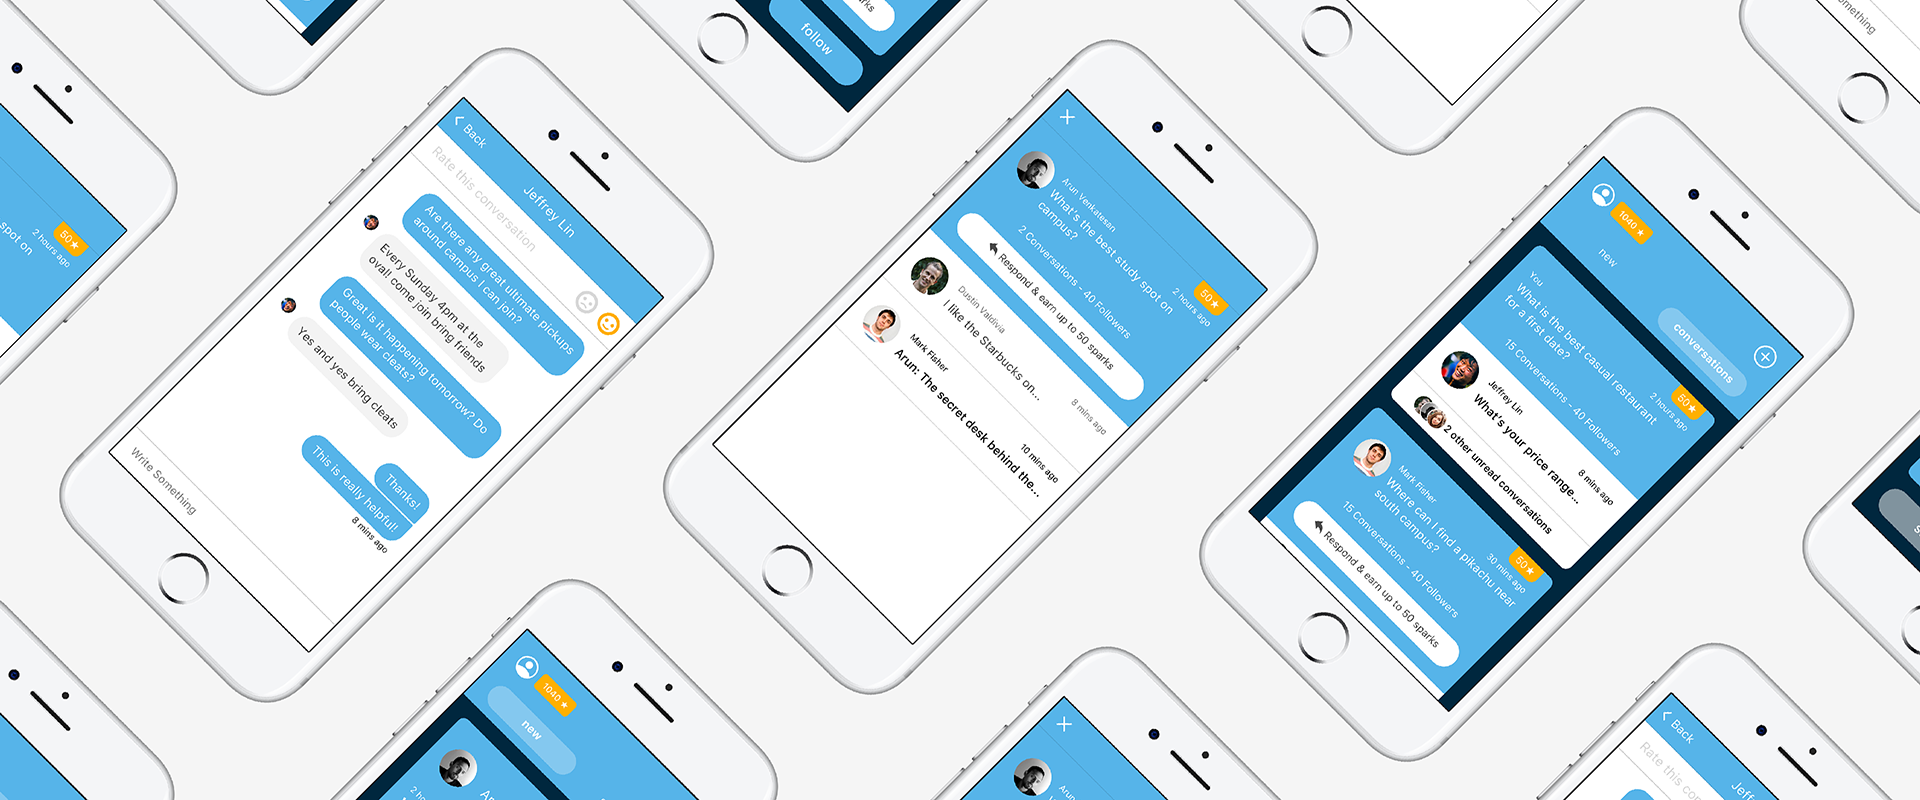 something
spot on
2 hours ago
50★
follow
Back
Jeffrey Lin
Rate this conversation
Are there any great ultimate pickups
around campus I can join?
Every Sunday 4pm at the
oval! come join bring friends
Great is it happening tomorrow? Do
people wear cleats?
Yes and yes bring cleats
Thanks!
This is really helpful!
8 mins ago
Write Something
Arun Venkatesan
What's the best study spot on
campus?
2 hours ago
50★
2 Conversations - 40 Followers
Respond & earn up to 50 sparks
Dustin Valdivia
I like the Starbucks on...
8 mins ago
Mark Fisher
Arun: The secret desk behind the...
10 mins ago
1040★
new
conversations
You
What is the best casual restaurant
for a first date?
2 hours ago
50★
15 Conversations - 40 Followers
Jeffrey Lin
What's your price range...
8 mins ago
2 other unread conversations
Mark Fisher
Where can I find a pikachu near
south campus?
30 mins ago
50★
15 Conversations - 40 Followers
Respond & earn up to 50 sparks
1040★
new
Back
Rate this con